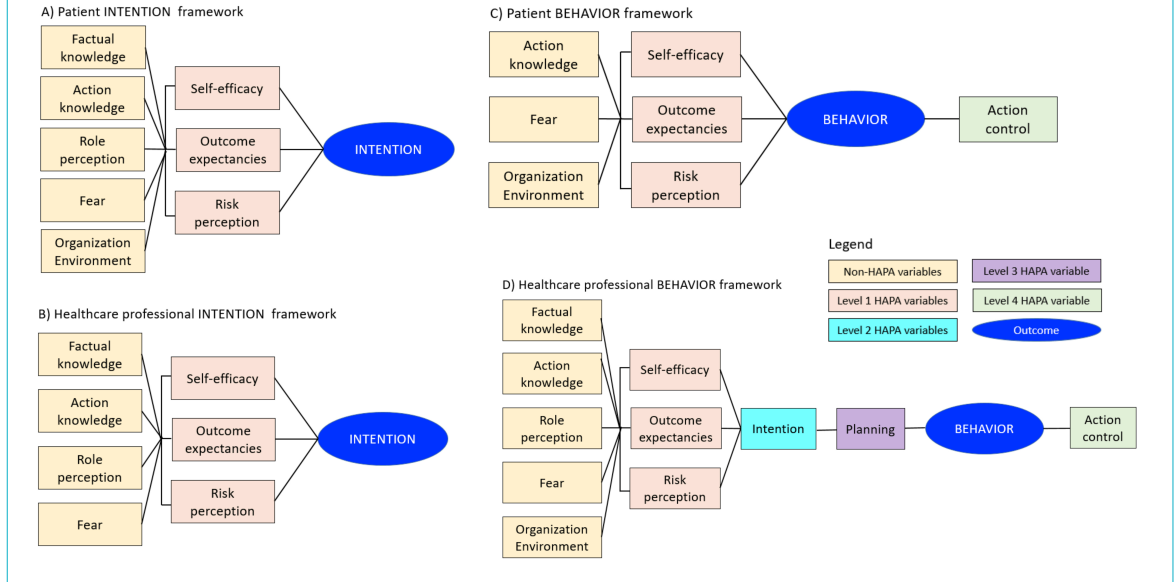 A) Patient INTENTION framework
Factual
knowledge
Action
knowledge
Role
perception
Fear
Organization
Environment
Self-efficacy
Outcome
expectancies
Risk
perception
INTENTION
B) Healthcare professional INTENTION framework
Factual
knowledge
Action
knowledge
Role
perception
Fear
Self-efficacy
Outcome
expectancies
Risk
perception
INTENTION
C) Patient BEHAVIOR framework
Action
knowledge
Fear
Organization
Environment
Self-efficacy
Outcome
expectancies
Risk
perception
BEHAVIOR
Action
control
Legend
Non-HAPA variables
Level 1 HAPA variables
Level 2 HAPA variables
Level 3 HAPA variable
Level 4 HAPA variable
Outcome
D) Healthcare professional BEHAVIOR framework
Factual
knowledge
Action
knowledge
Role
perception
Fear
Organization
Environment
Self-efficacy
Outcome
expectancies
Risk
perception
Intention
Planning
BEHAVIOR
Action
control